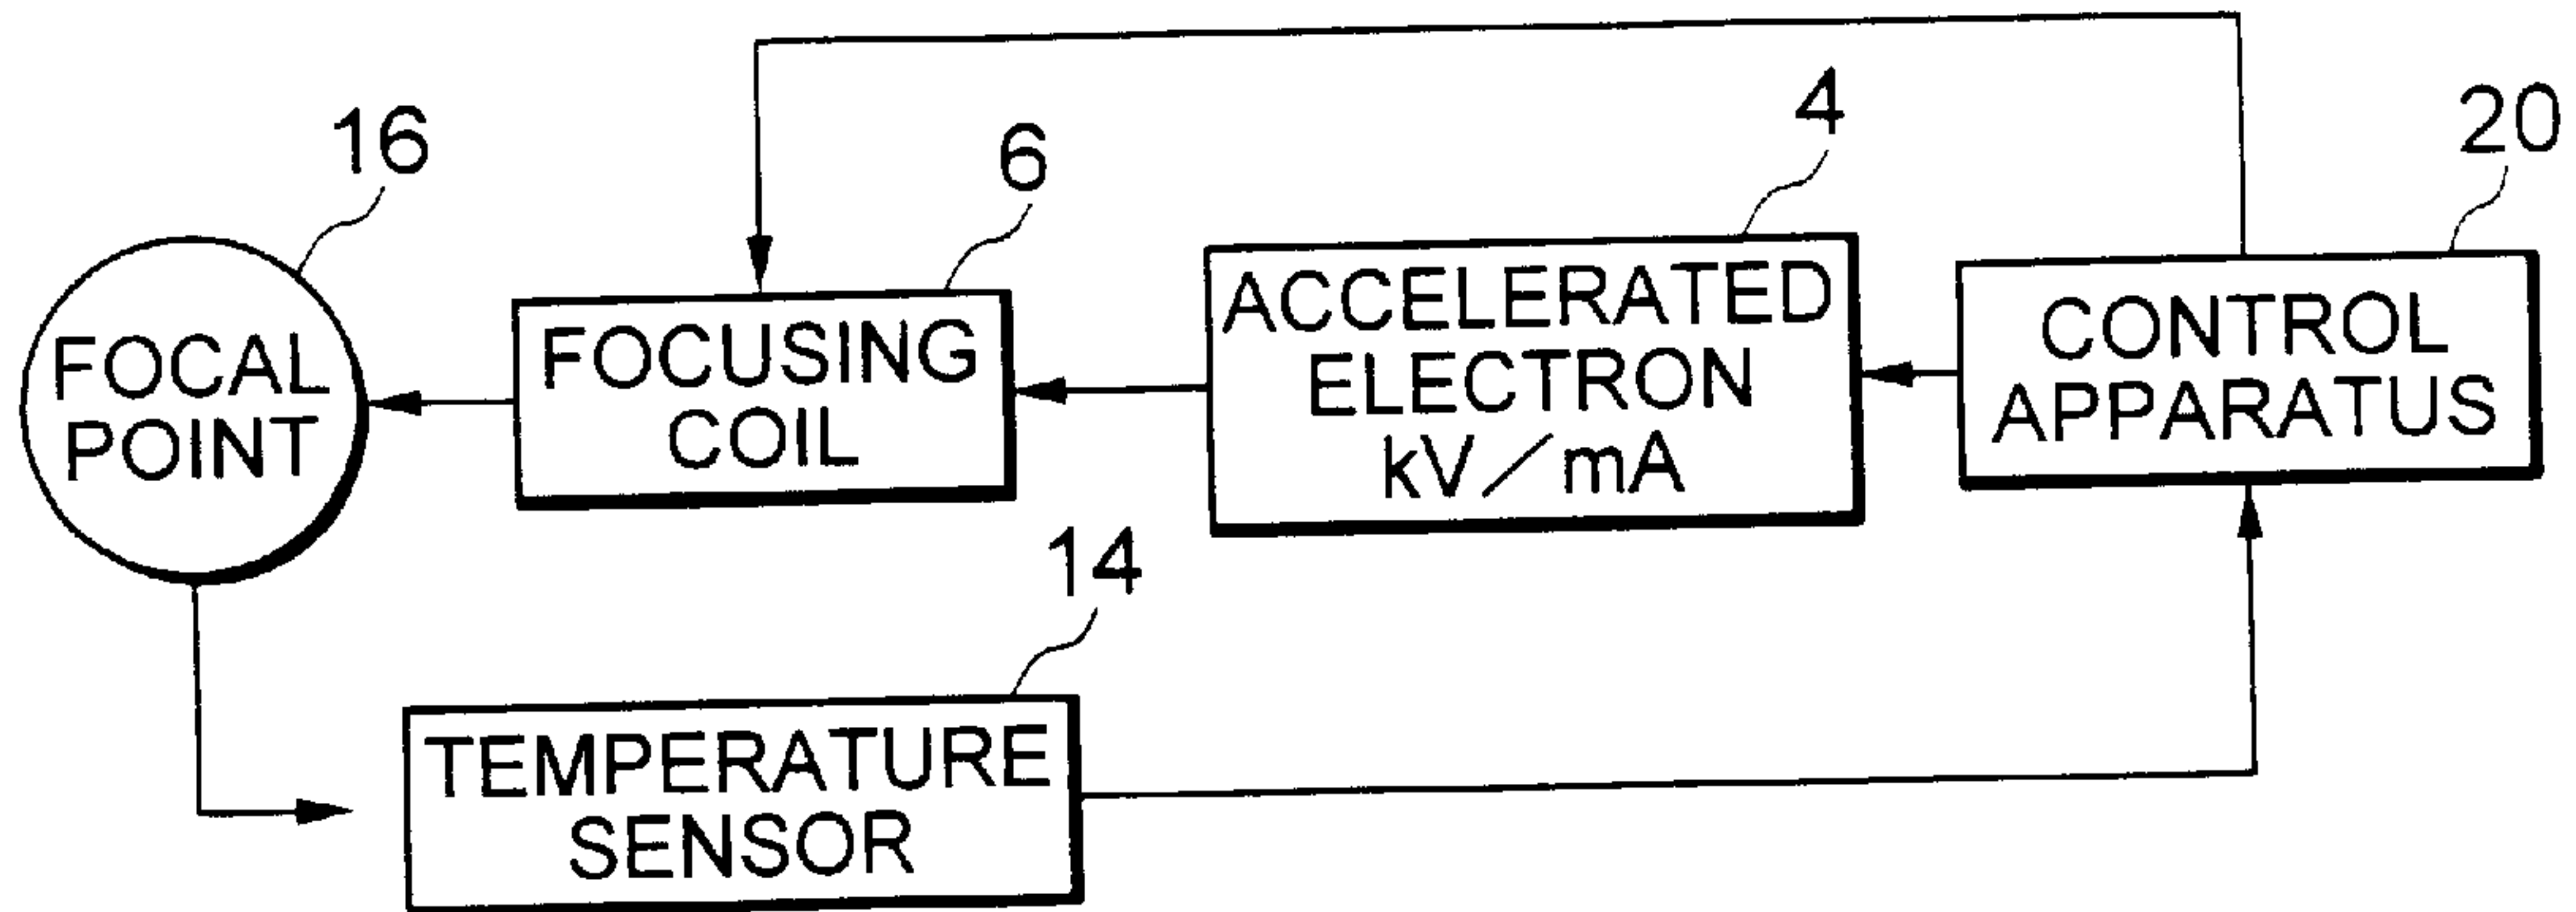 16
6
4
20
FOCAL
POINT
FOCUSING
COIL
ACCELERATED
ELECTRON
kV/mA
CONTROL
APPARATUS
14
TEMPERATURE
SENSOR